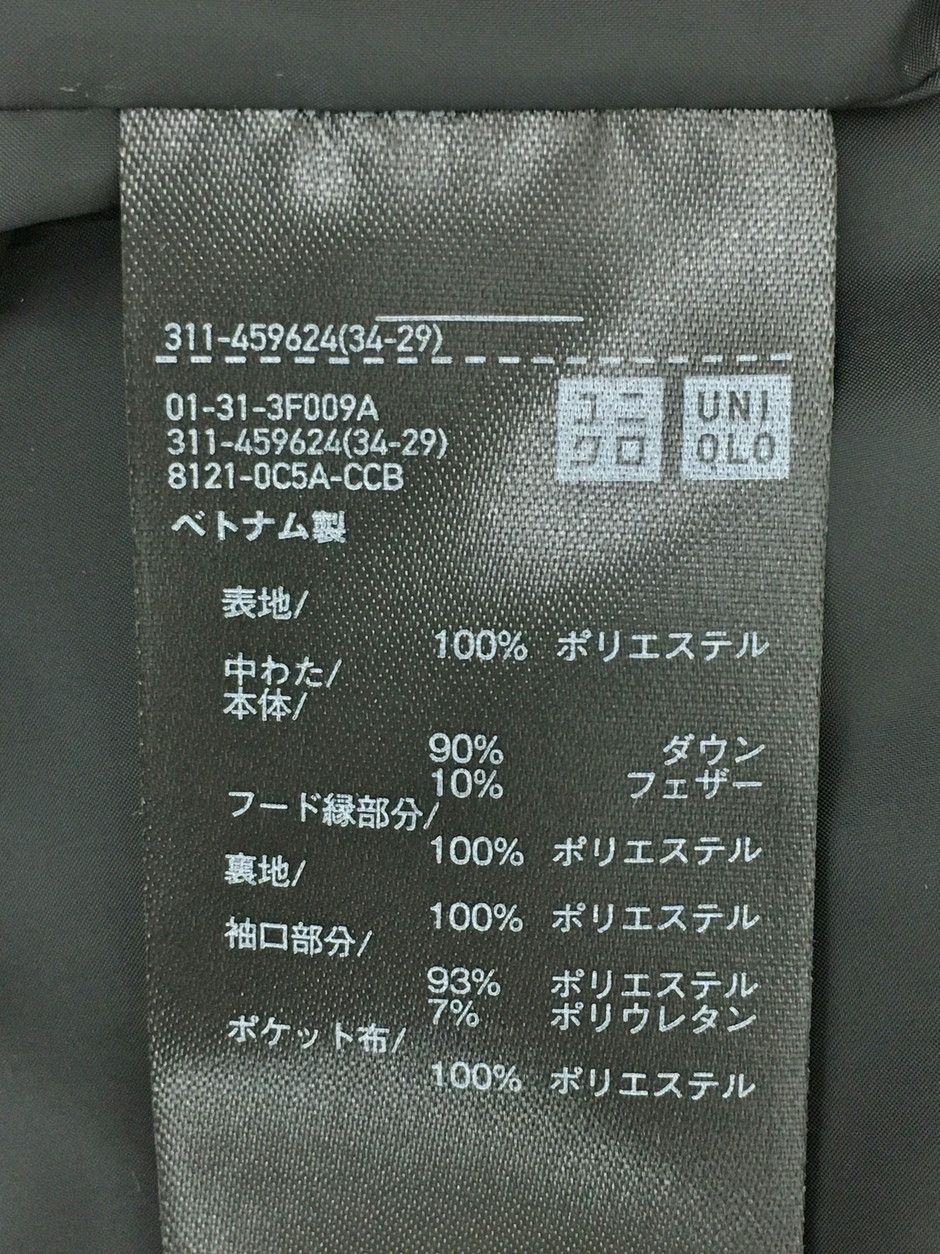 311-459624(34-29)
01-31-3F009A
311-459624(34-29)
8121-0C5A-CCB
ユニ
クロ
UNI
QLO
ベトナム製
表地/
100% ポリエステル
中わた/
本体/
90% ダウン
10% フェザー
フード縁部分/
100% ポリエステル
裏地/
100% ポリエステル
袖口部分/
93% ポリエステル
7% ポリウレタン
ポケット布/
100% ポリエステル